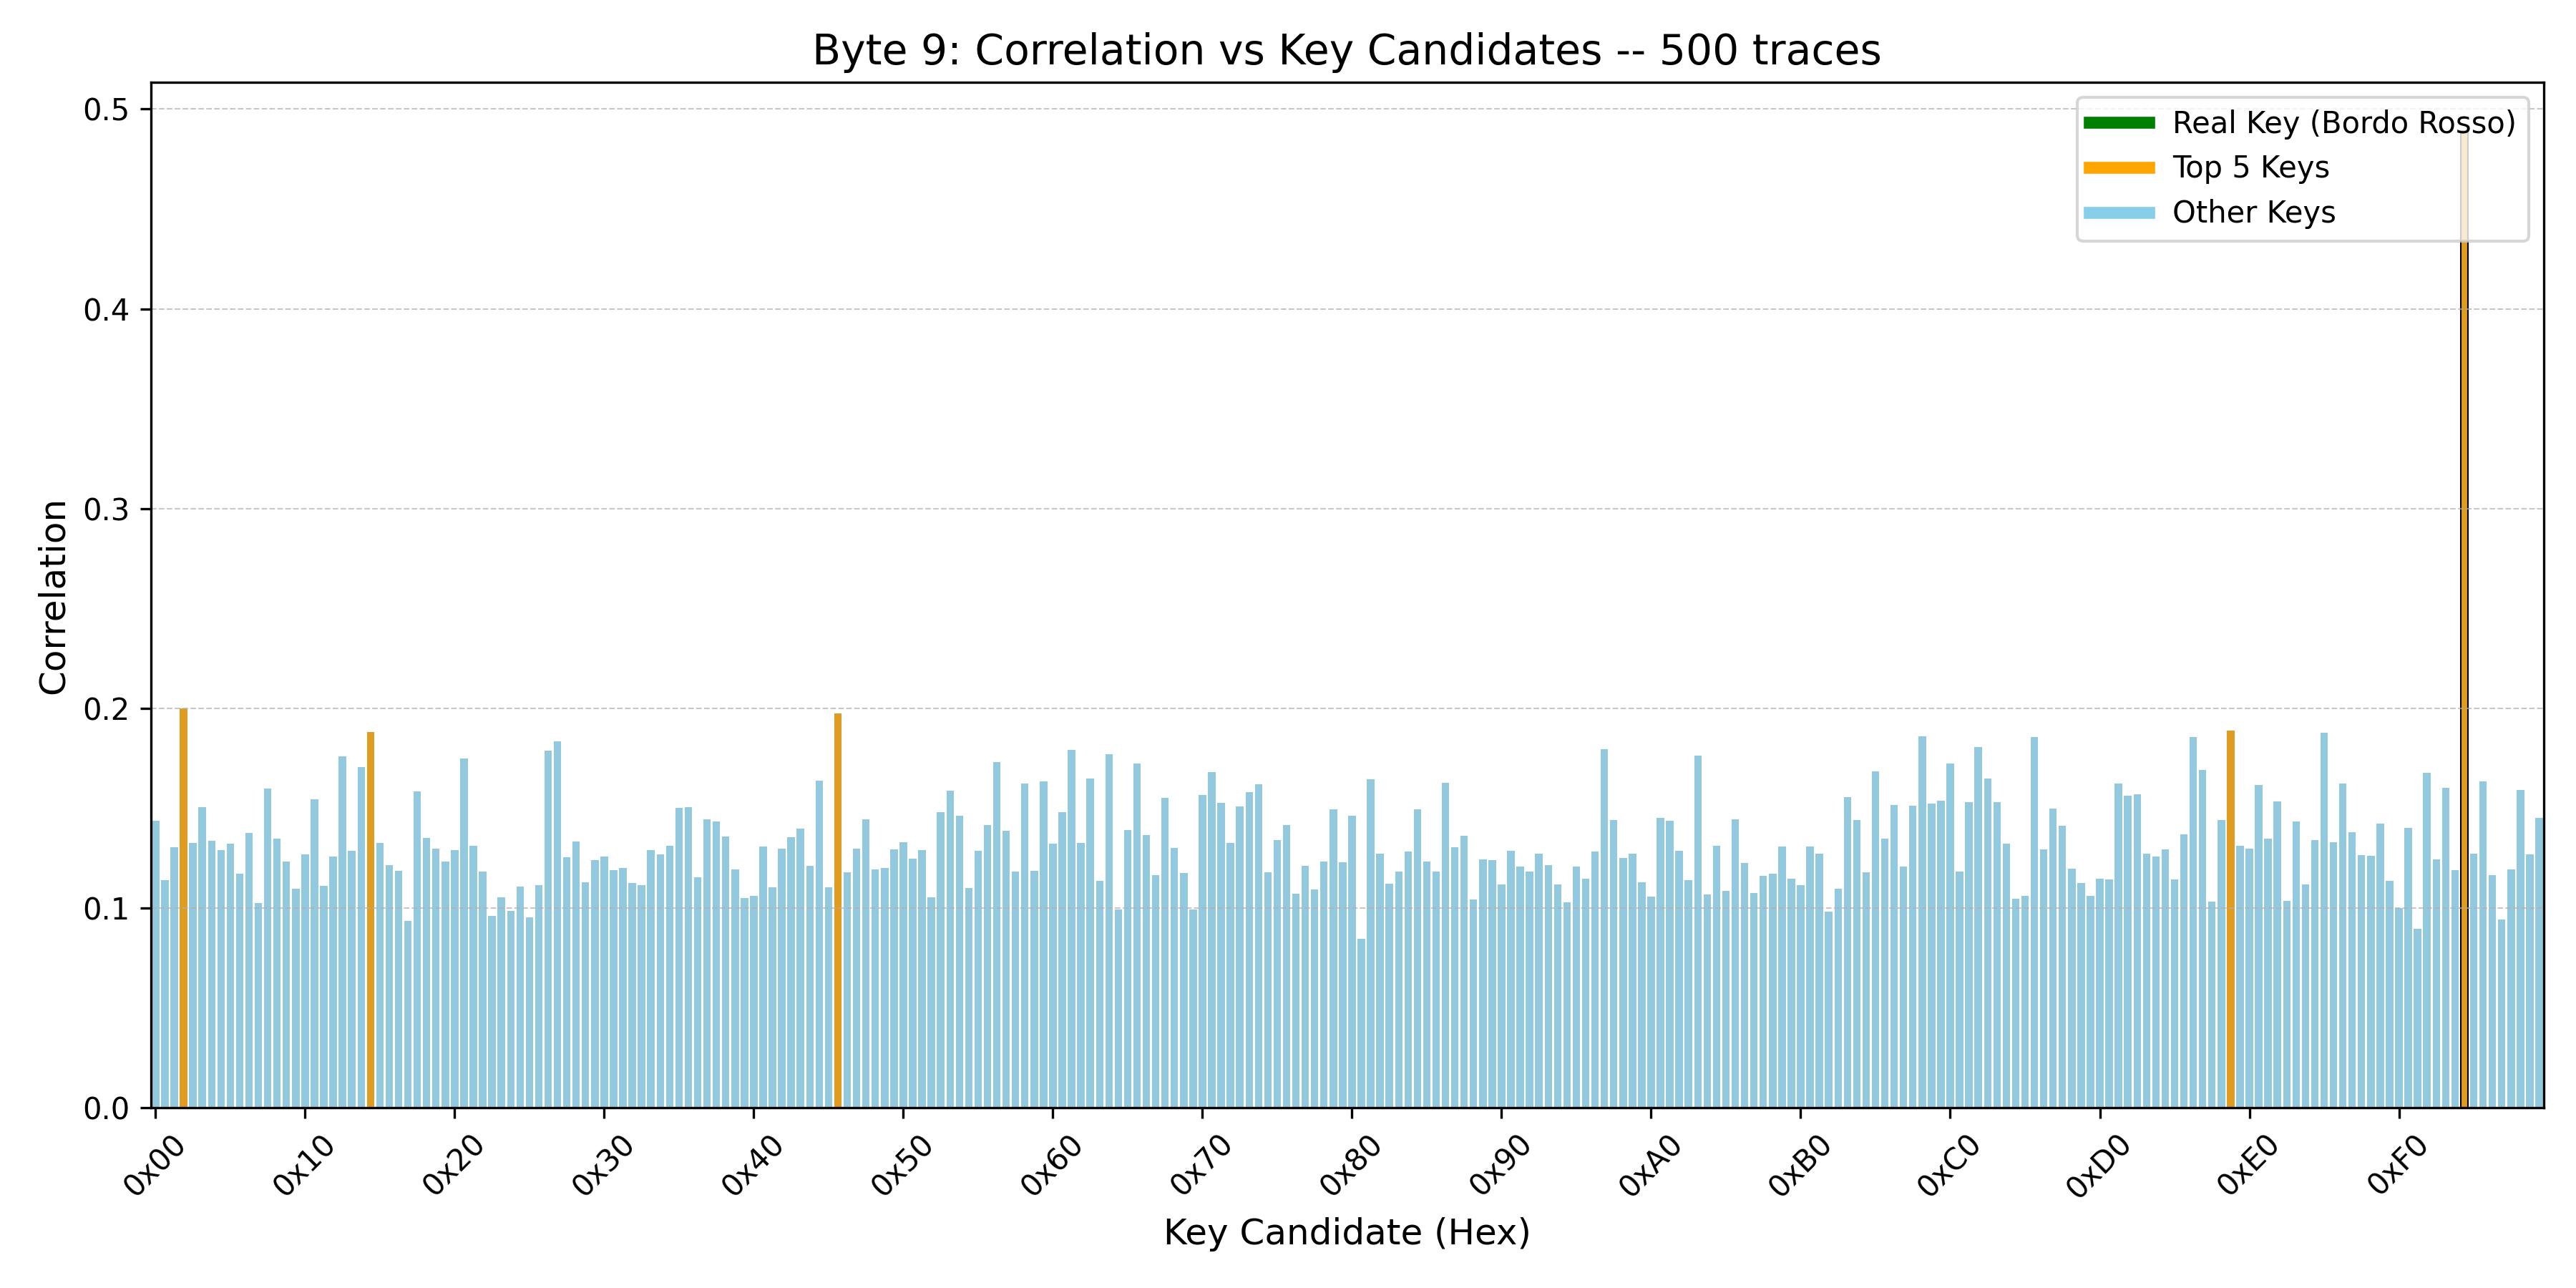 Byte 9: Correlation vs Key Candidates -- 500 traces
Real Key (Bordo Rosso)
Top 5 Keys
Other Keys
Correlation
0.5
0.4
0.3
0.2
0.1
0.0
0x00 0x10 0x20 0x30 0x40 0x50 0x60 0x70 0x80 0x90 0xA0 0xB0 0xC0 0xD0 0xE0 0xF0
Key Candidate (Hex)